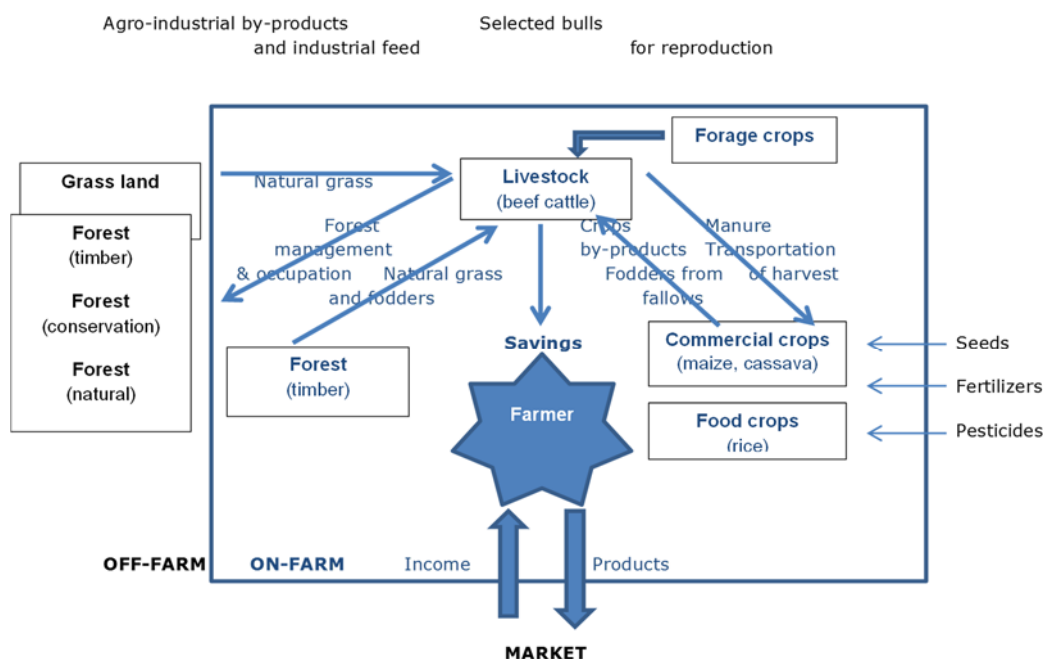 Agro-industrial by-products
and industrial feed
Selected bulls
for reproduction
Forage crops
Grass land
Natural grass
Livestock
(beef cattle)
Forest
(timber)
Forest
(conservation)
Forest
(natural)
Forest
management
& occupation
Natural grass
and fodders
Crops
by-products
Fodders from
fallows
Manure
Transportation
of harvest
Forest
(timber)
Savings
Farmer
Commercial crops
(maize, cassava)
Food crops
(rice)
Seeds
Fertilizers
Pesticides
OFF-FARM
ON-FARM
Income
Products
MARKET